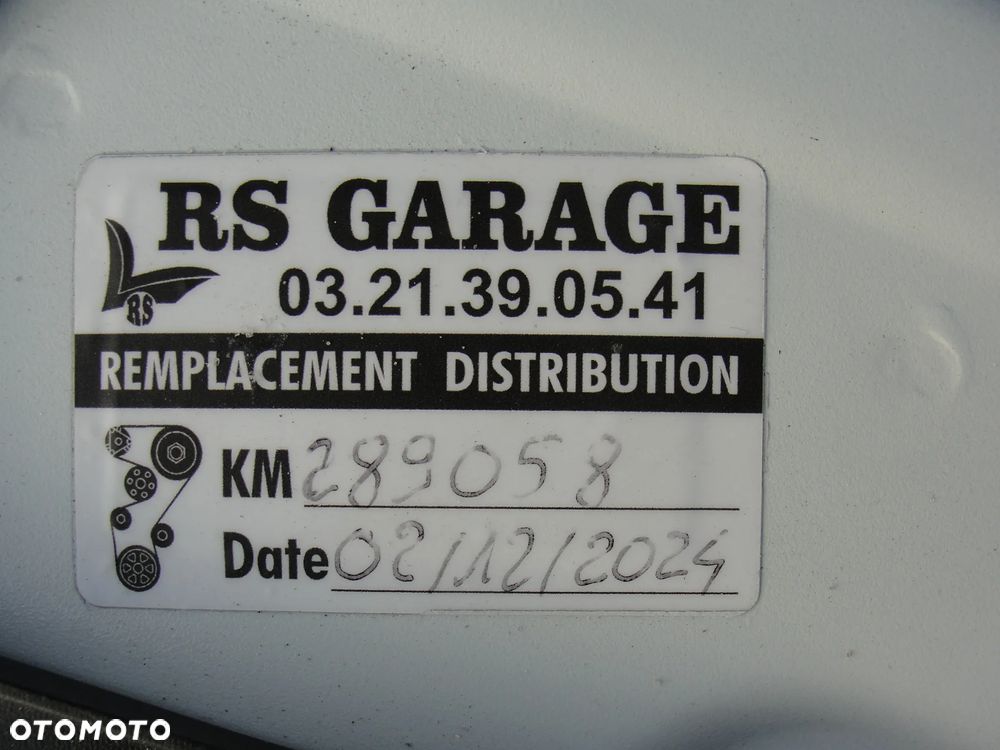 RS GARAGE
RS
03.21.39.05.41
REMPLACEMENT DISTRIBUTION
KM 289058
Date 02/12/2024
OTOMOTO